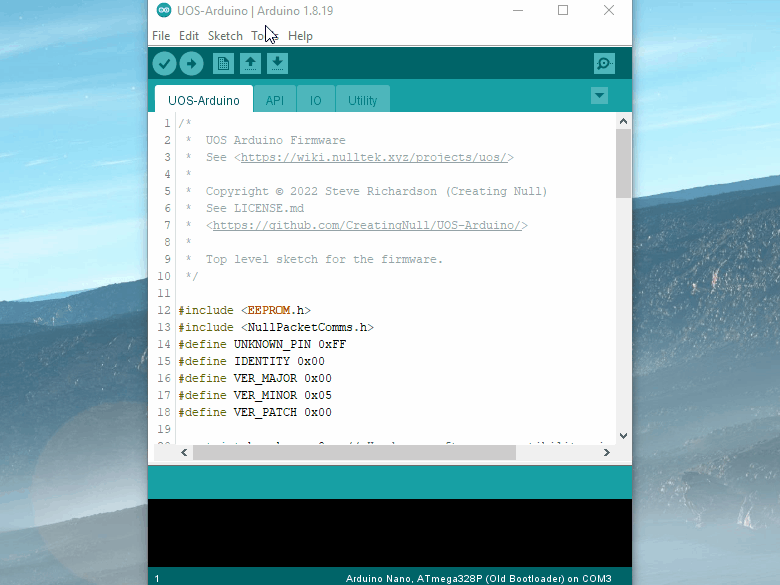 UOS-Arduino | Arduino 1.8.19
File Edit Sketch Help
UOS-Arduino API IO Utility
1 /*
2 * UOS Arduino Firmware
3 * See <https://wiki.nulltek.xyz/projects/uos/>
4 *
5 * Copyright © 2022 Steve Richardson (Creating Null)
6 * See LICENSE.md
7 * <https://github.com/CreatingNull/UOS-Arduino/>
8 *
9 * Top level sketch for the firmware.
10 */
11
12 #include <EEPROM.h>
13 #include <NullPacketComms.h>
14 #define UNKNOWN_PIN 0xFF
15 #define IDENTITY 0x00
16 #define VER_MAJOR 0x00
17 #define VER_MINOR 0x05
18 #define VER_PATCH 0x00
19
1 Arduino Nano, ATmega328P (Old Bootloader) on COM3